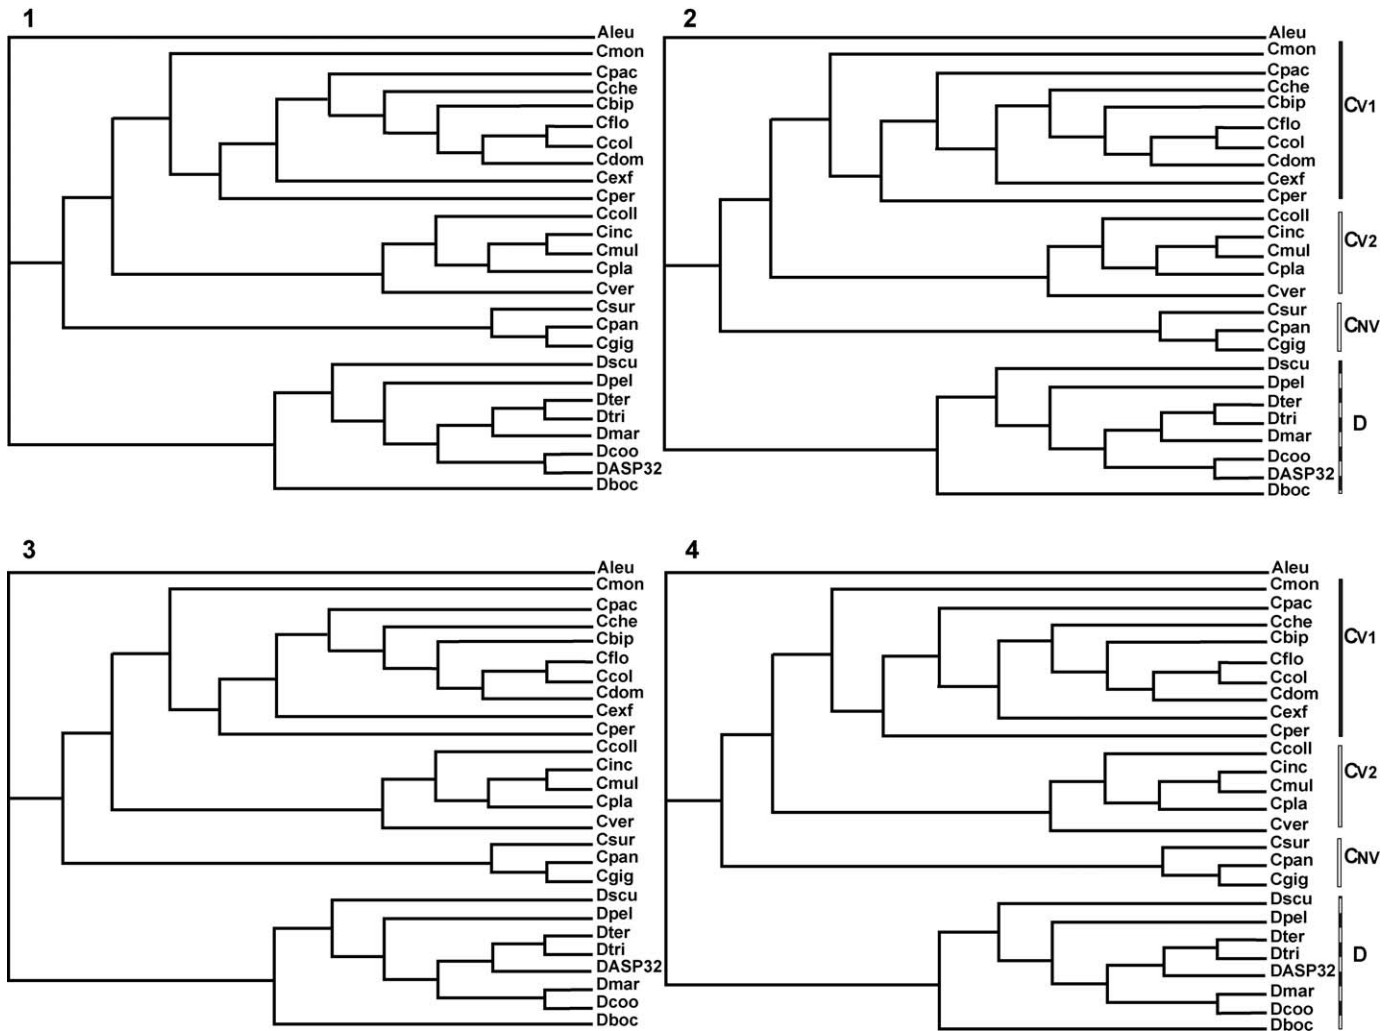 1
Aleu
Cmon
Cpac
Cche
Cbip
Cflo
Ccol
Cdom
Cexf
Cper
Ccoll
Cinc
Cmul
Cpla
Cver
Csur
Cpan
Cgig
Dscu
Dpel
Dter
Dtri
Dmar
Dcoo
DASP32
Dboc
2
Aleu
Cmon
Cpac
Cche
Cbip
Cflo
Ccol
Cdom
Cexf
Cper
Ccoll
Cinc
Cmul
Cpla
Cver
Csur
Cpan
Cgig
Dscu
Dpel
Dter
Dtri
Dmar
Dcoo
DASP32
Dboc
CV1
CV2
CNV
D
3
Aleu
Cmon
Cpac
Cche
Cbip
Cflo
Ccol
Cdom
Cexf
Cper
Ccoll
Cinc
Cmul
Cpla
Cver
Csur
Cpan
Cgig
Dscu
Dpel
Dter
Dtri
DASP32
Dmar
Dcoo
Dboc
4
Aleu
Cmon
Cpac
Cche
Cbip
Cflo
Ccol
Cdom
Cexf
Cper
Ccoll
Cinc
Cmul
Cpla
Cver
Csur
Cpan
Cgig
Dscu
Dpel
Dter
Dtri
DASP32
Dmar
Dcoo
Dboc
CV1
CV2
CNV
D